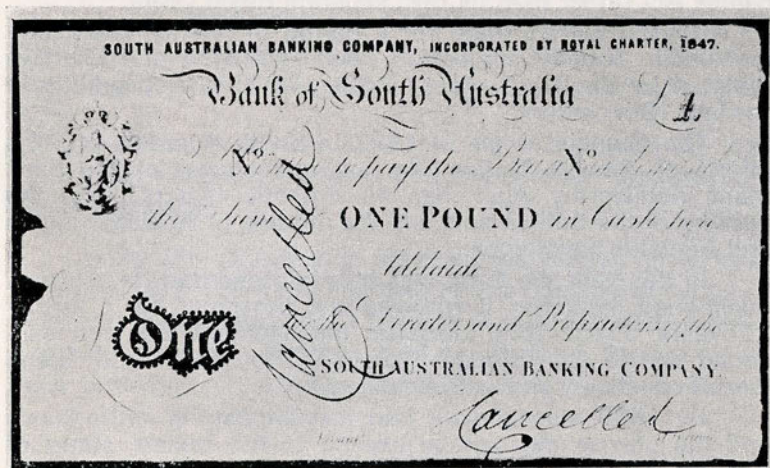 SOUTH AUSTRALIAN BANKING COMPANY, INCORPORATED BY ROYAL CHARTER, 1847.
Bank of South Australia £1.
No. No.
to pay the
the Sum ONE POUND in Cash here
Adelaide
the Directors and Proprietors of the
SOUTH AUSTRALIAN BANKING COMPANY.
One
Cancelled
Cancelled